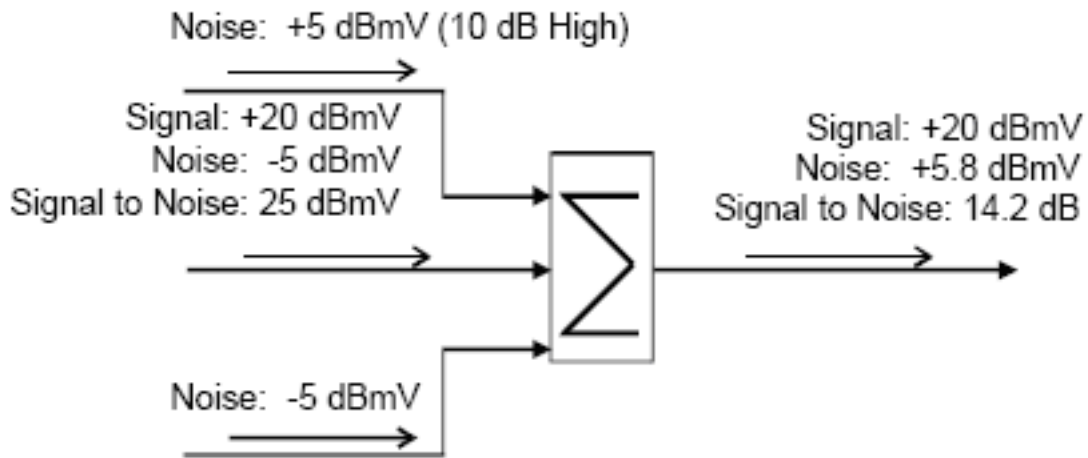 Noise: +5 dBmV (10 dB High)
Signal: +20 dBmV
Noise: -5 dBmV
Signal to Noise: 25 dBmV
Signal: +20 dBmV
Noise: +5.8 dBmV
Signal to Noise: 14.2 dB
Σ
Noise: -5 dBmV